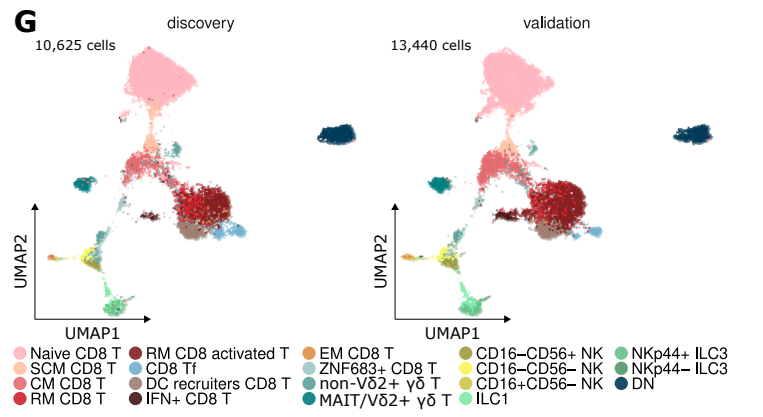 G
discovery
validation
10,625 cells
13,440 cells
UMAP2
UMAP1
UMAP2
UMAP1
Naive CD8 T
SCM CD8 T
CM CD8 T
RM CD8 T
RM CD8 activated T
CD8 Tf
DC recruiters CD8 T
IFN+ CD8 T
EM CD8 T
ZNF683+ CD8 T
non-Vδ2+ γδ T
MAIT/Vδ2+ γδ T
CD16−CD56+ NK
CD16−CD56− NK
CD16+CD56− NK
ILC1
NKp44+ ILC3
NKp44− ILC3
DN